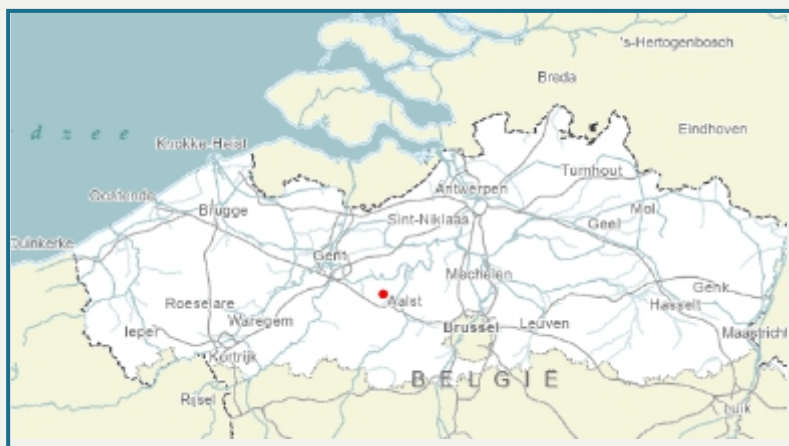 's-Hertogenbosch
Breda
d z e e
Eindhoven
Knokke-Heist
Turnhout
Antwerpen
Oostende
Brugge
Mol
Sint-Niklaas
Geel
Duinkerke
Gent
Mechelen
Genk
Roeselare
Aalst
Hasselt
Waregem
Brussel
Leuven
Ieper
Maastricht
Kortrijk
BELGIË
Rijsel
Luik